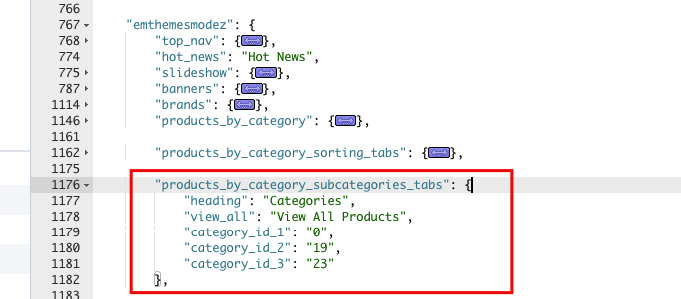 766
767 "emthemesmodez": {
768 "top_nav": {},
774 "hot_news": "Hot News",
775 "slideshow": {},
787 "banners": {},
1114 "brands": {},
1146 "products_by_category": {},
1161
1162 "products_by_category_sorting_tabs": {},
1175
1176 "products_by_category_subcategories_tabs": {
1177 "heading": "Categories",
1178 "view_all": "View All Products",
1179 "category_id_1": "0",
1180 "category_id_2": "19",
1181 "category_id_3": "23"
1182 },
1183